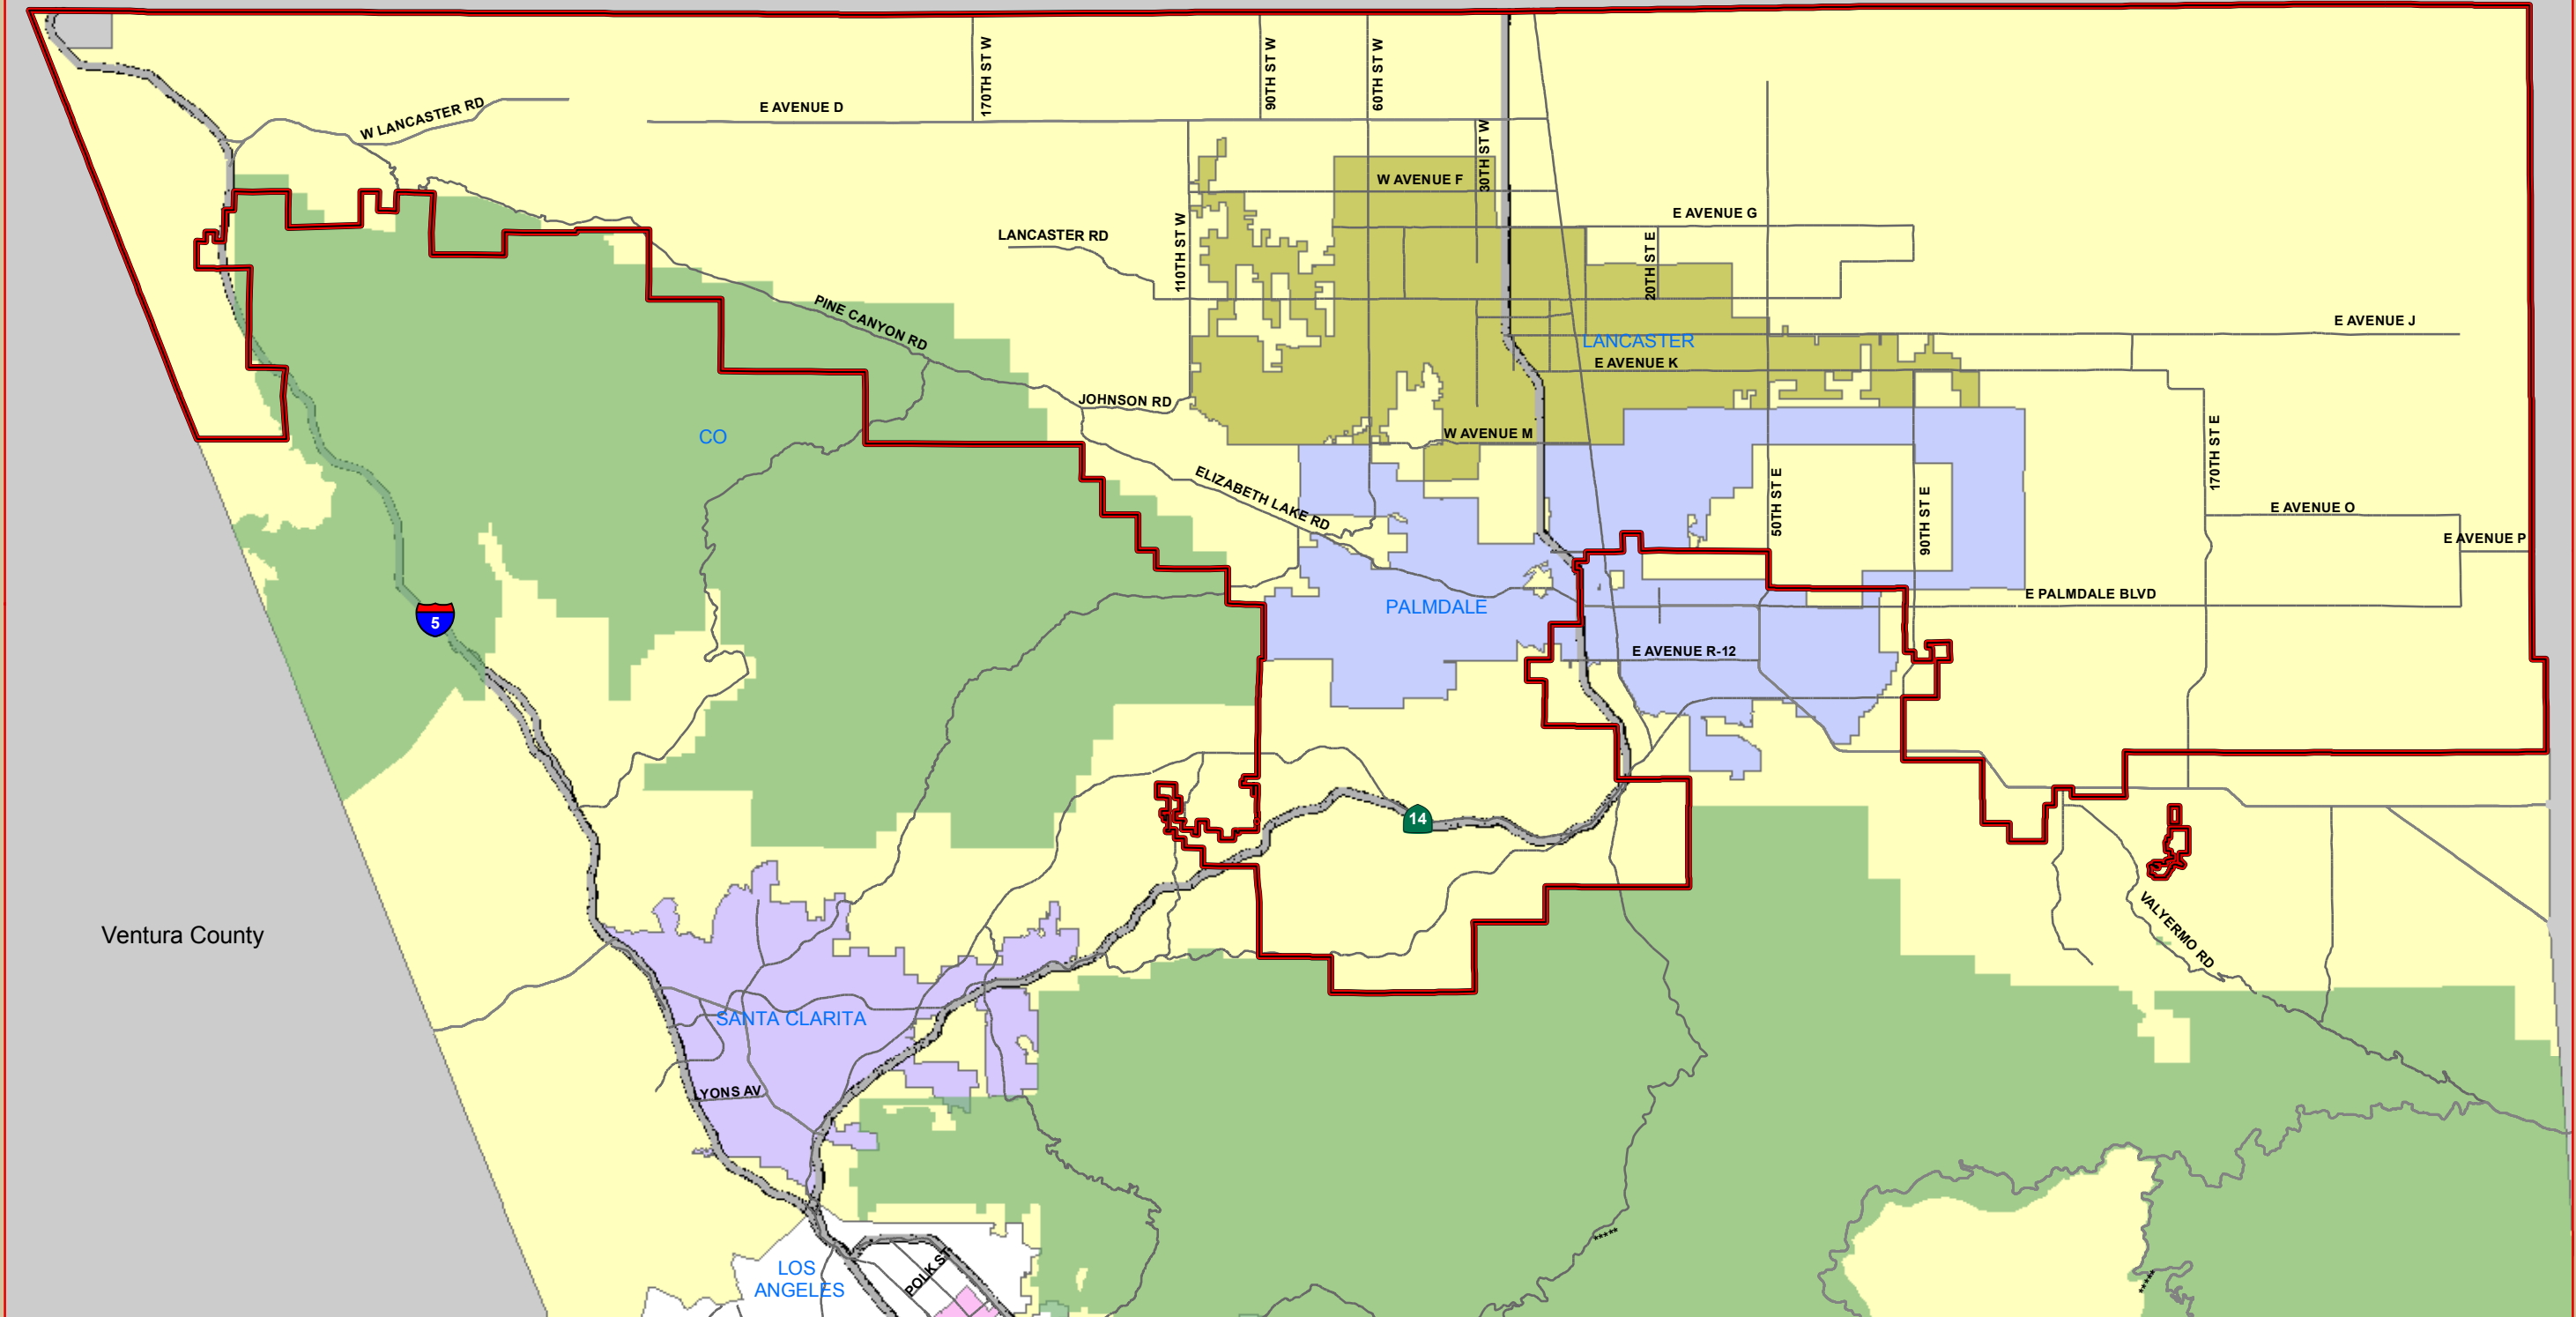 170TH ST W
90TH ST W
60TH ST W
W LANCASTER RD
E AVENUE D
30TH ST W
W AVENUE F
E AVENUE G
LANCASTER RD
110TH ST W
20TH ST E
PINE CANYON RD
E AVENUE J
LANCASTER
E AVENUE K
JOHNSON RD
CO
W AVENUE M
170TH ST E
ELIZABETH LAKE RD
50TH ST E
90TH ST E
E AVENUE O
E AVENUE P
E PALMDALE BLVD
PALMDALE
5
E AVENUE R-12
14
Ventura County
VALYERMO RD
SANTA CLARITA
LYONS AV
LOS
ANGELES
POLK ST